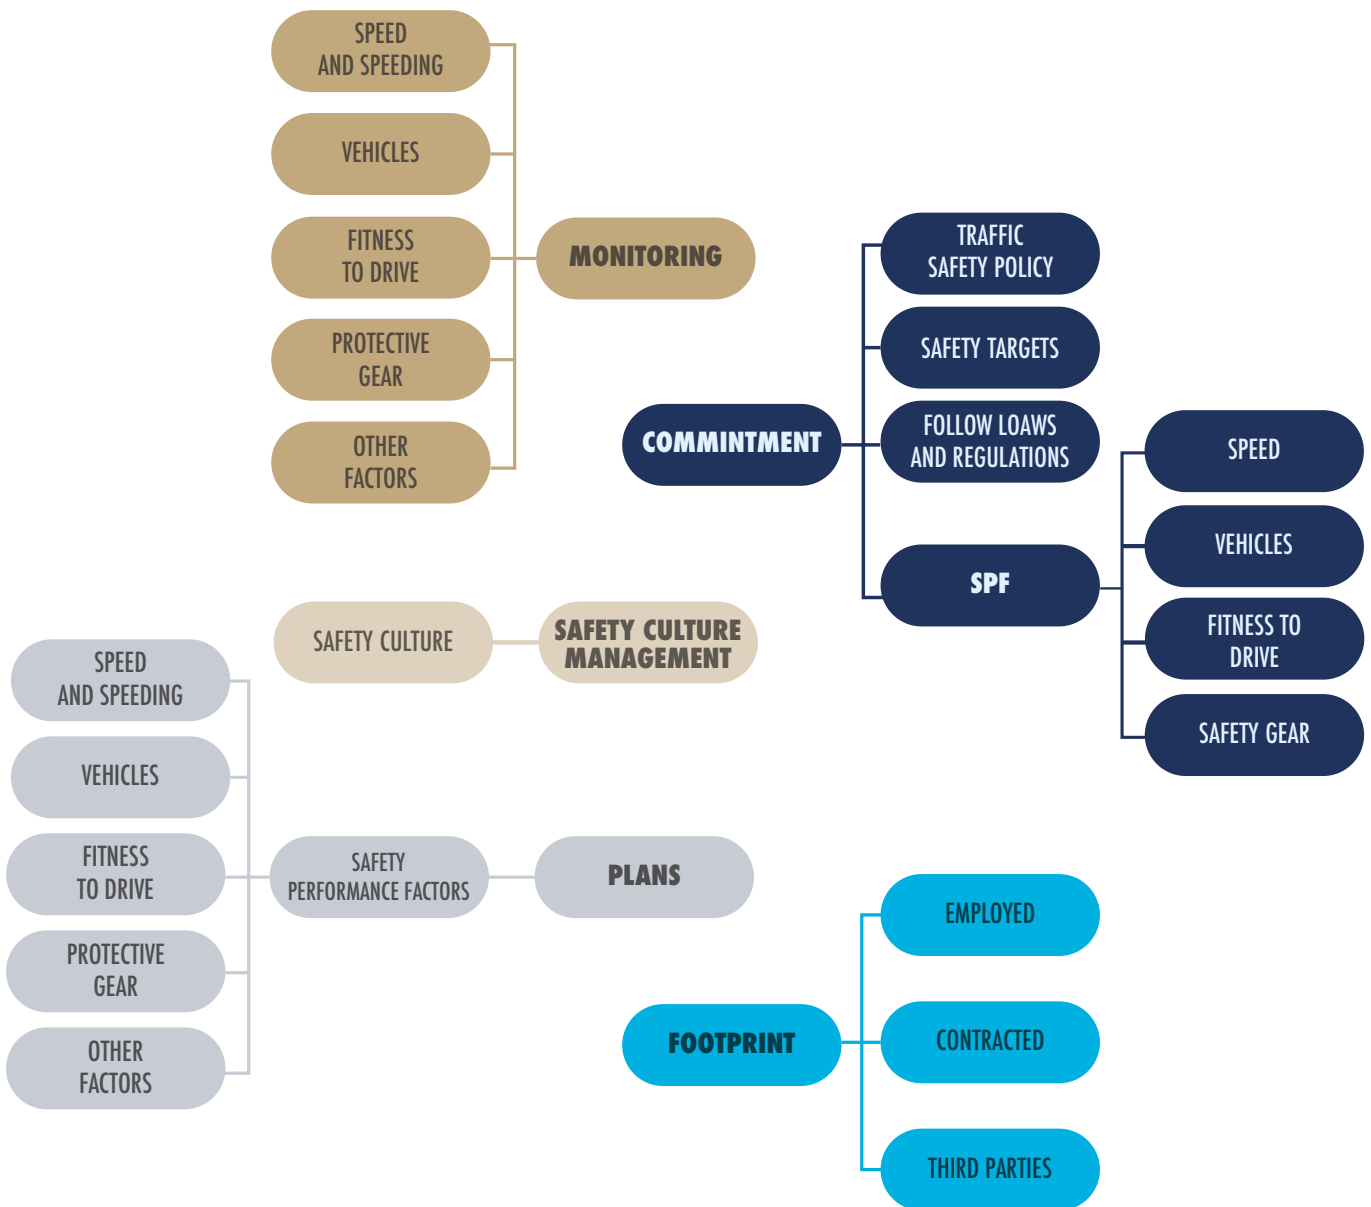 SPEED
AND SPEEDING
VEHICLES
FITNESS
TO DRIVE
PROTECTIVE
GEAR
OTHER
FACTORS
MONITORING
TRAFFIC
SAFETY POLICY
SAFETY TARGETS
FOLLOW LOAWS
AND REGULATIONS
SPF
COMMINTMENT
SPEED
VEHICLES
FITNESS TO
DRIVE
SAFETY GEAR
SAFETY CULTURE
SAFETY CULTURE
MANAGEMENT
SPEED
AND SPEEDING
VEHICLES
FITNESS
TO DRIVE
PROTECTIVE
GEAR
OTHER
FACTORS
SAFETY
PERFORMANCE FACTORS
PLANS
EMPLOYED
CONTRACTED
THIRD PARTIES
FOOTPRINT